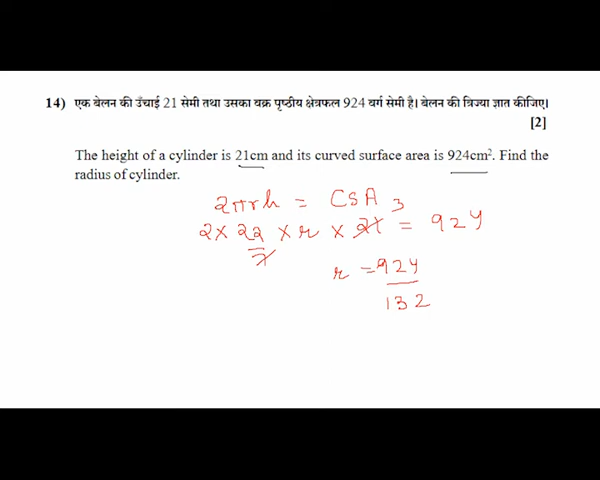 14) एक बेलन की उँचाई 21 सेमी तथा उसका वक्र पृष्ठीय क्षेत्रफल 924 वर्ग सेमी है। बेलन की त्रिज्या ज्ञात कीजिए।
[2]
The height of a cylinder is 21cm and its curved surface area is 924cm². Find the
radius of cylinder.
2πrh = CSA
3
2 × 22/7 × r × 21 = 924
r = 924/132